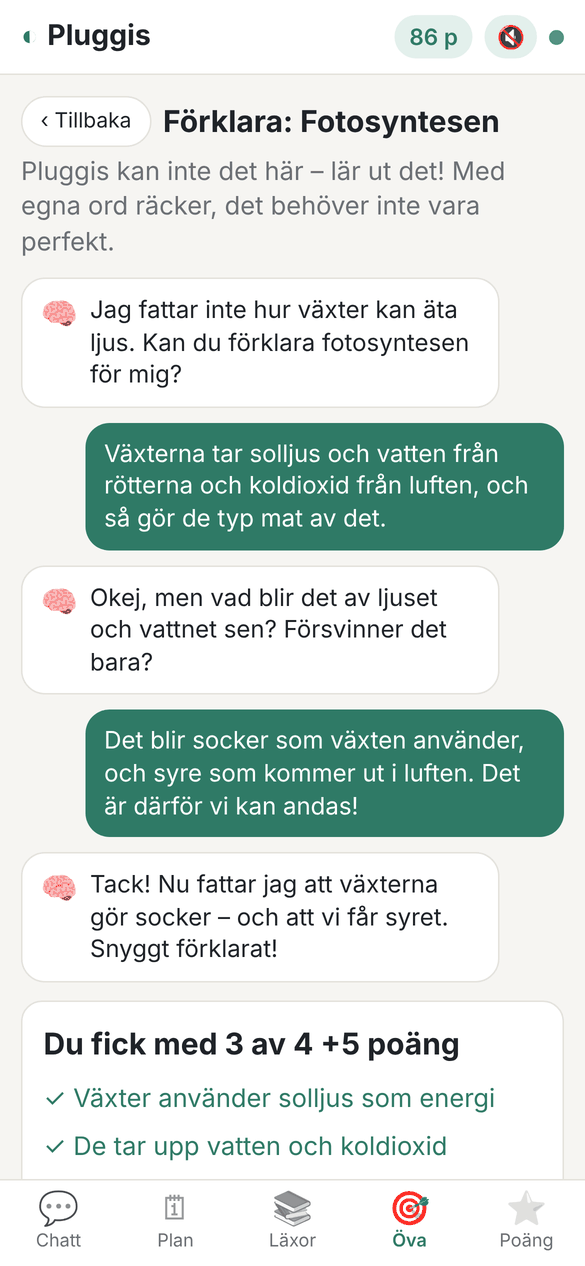 Pluggis
86 p
‹ Tillbaka
Förklara: Fotosyntesen
Pluggis kan inte det här – lär ut det! Med
egna ord räcker, det behöver inte vara
perfekt.
Jag fattar inte hur växter kan äta
ljus. Kan du förklara fotosyntesen
för mig?
Växterna tar solljus och vatten från
rötterna och koldioxid från luften, och
så gör de typ mat av det.
Okej, men vad blir det av ljuset
och vattnet sen? Försvinner det
bara?
Det blir socker som växten använder,
och syre som kommer ut i luften. Det
är därför vi kan andas!
Tack! Nu fattar jag att växterna
gör socker – och att vi får syret.
Snyggt förklarat!
Du fick med 3 av 4 +5 poäng
✓ Växter använder solljus som energi
✓ De tar upp vatten och koldioxid
Chatt
Plan
Läxor
Öva
Poäng